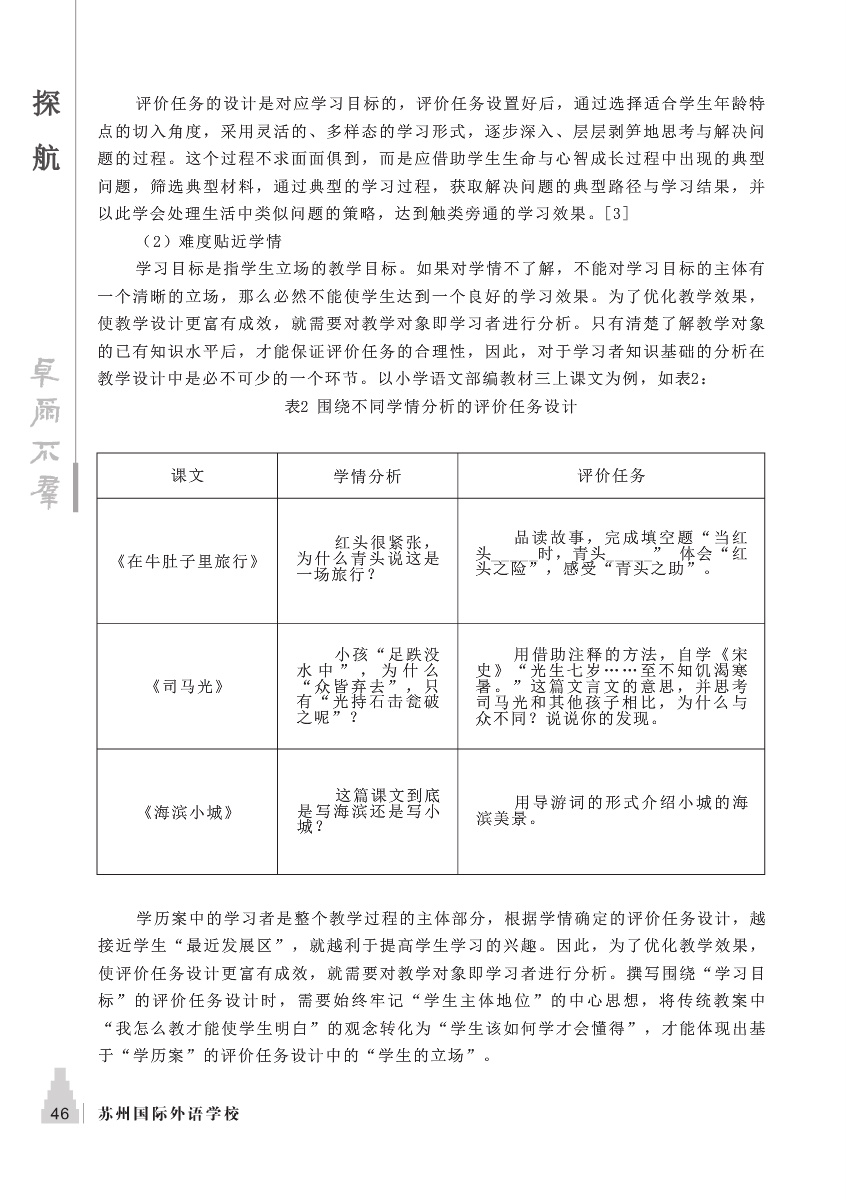 探
航
卓
而
不
群
评价任务的设计是对应学习目标的，评价任务设置好后，通过选择适合学生年龄特
点的切入角度，采用灵活的、多样态的学习形式，逐步深入、层层剥笋地思考与解决问
题的过程。这个过程不求面面俱到，而是应借助学生生命与心智成长过程中出现的典型
问题，筛选典型材料，通过典型的学习过程，获取解决问题的典型路径与学习结果，并
以此学会处理生活中类似问题的策略，达到触类旁通的学习效果。[3]
（2）难度贴近学情
学习目标是指学生立场的教学目标。如果对学情不了解，不能对学习目标的主体有
一个清晰的立场，那么必然不能使学生达到一个良好的学习效果。为了优化教学效果，
使教学设计更富有成效，就需要对教学对象即学习者进行分析。只有清楚了解教学对象
的已有知识水平后，才能保证评价任务的合理性，因此，对于学习者知识基础的分析在
教学设计中是必不可少的一个环节。以小学语文部编教材三上课文为例，如表2：
表2 围绕不同学情分析的评价任务设计
课文
学情分析
评价任务
《在牛肚子里旅行》
红头很紧张，
为什么青头说这是
一场旅行？
品读故事，完成填空题“当红
头____时，青头____” 体会“红
头之险”，感受“青头之助”。
《司马光》
小孩“足跌没
水中”，为什么
“众皆弃去”，只
有“光持石击瓮破
之呢”？
用借助注释的方法，自学《宋
史》“光生七岁……至不知饥渴寒
暑。”这篇文言文的意思，并思考
司马光和其他孩子相比，为什么与
众不同？说说你的发现。
《海滨小城》
这篇课文到底
是写海滨还是写小
城？
用导游词的形式介绍小城的海
滨美景。
学历案中的学习者是整个教学过程的主体部分，根据学情确定的评价任务设计，越
接近学生“最近发展区”，就越利于提高学生学习的兴趣。因此，为了优化教学效果，
使评价任务设计更富有成效，就需要对教学对象即学习者进行分析。撰写围绕“学习目
标”的评价任务设计时，需要始终牢记“学生主体地位”的中心思想，将传统教案中
“我怎么教才能使学生明白”的观念转化为“学生该如何学才会懂得”，才能体现出基
于“学历案”的评价任务设计中的“学生的立场”。
46
苏州国际外语学校